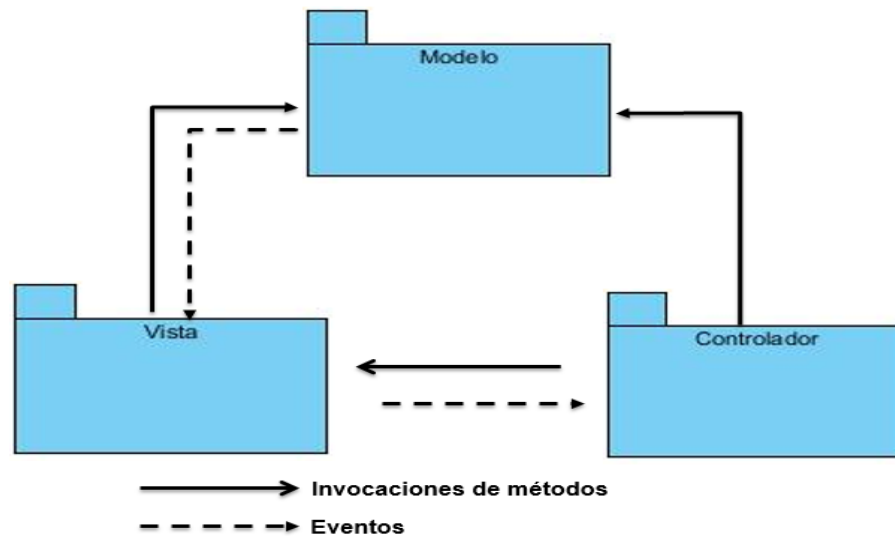 Modelo
Vista
Controlador
Invocaciones de métodos
Eventos